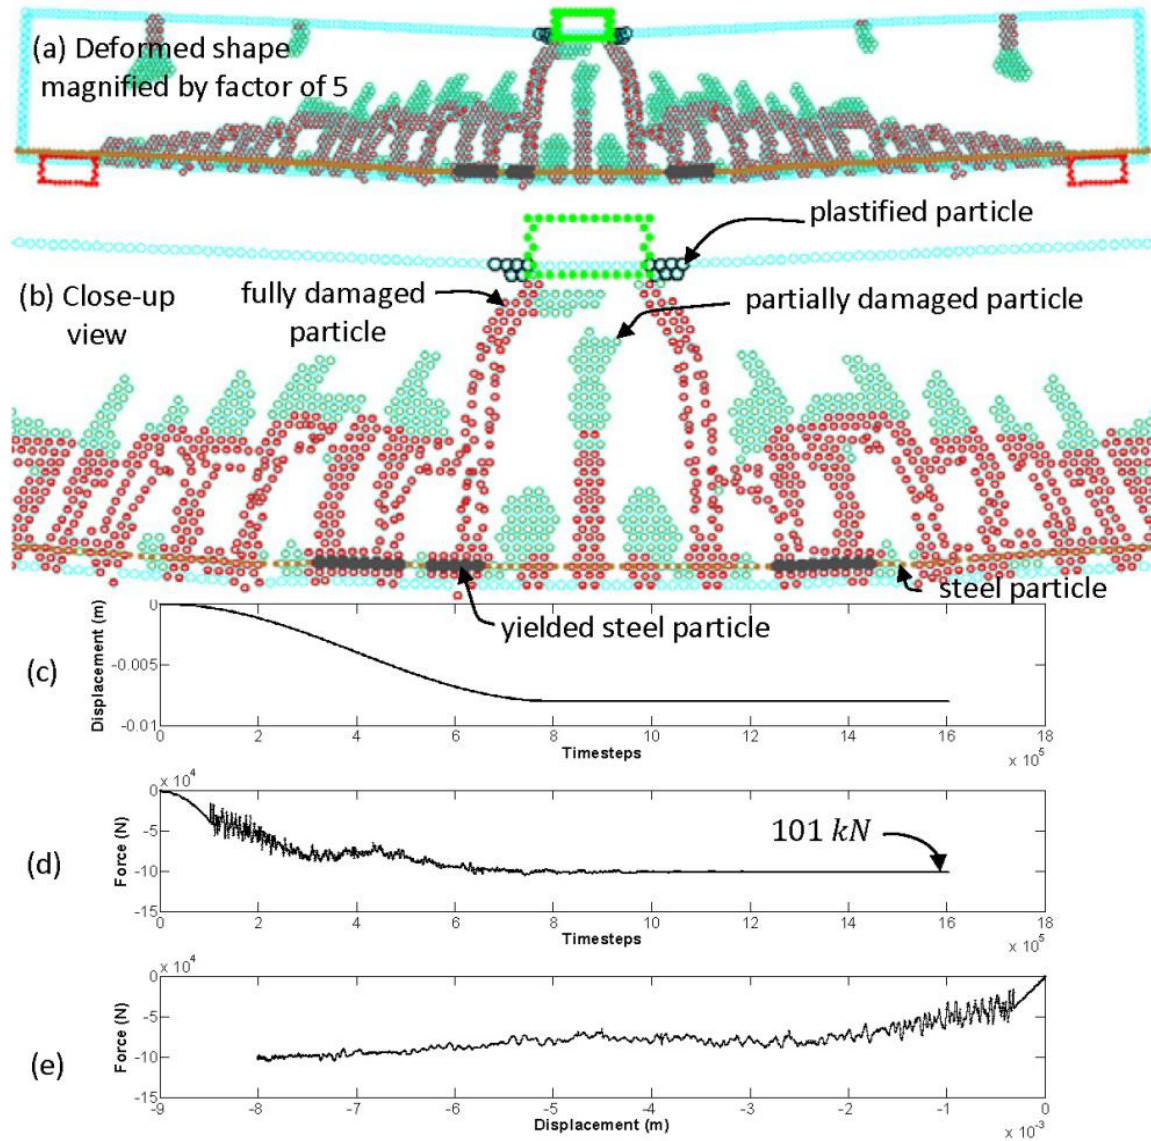 (a) Deformed shape
magnified by factor of 5
plastified particle
(b) Close-up
view
fully damaged
particle
partially damaged particle
steel particle
yielded steel particle
(c)
Displacement (m)
0
-0.005
-0.01
0 2 4 6 8 10 12 14 16 18
Timesteps
x 10^5
(d)
x 10^4
Force (N)
0
-5
-10
-15
101 kN
0 2 4 6 8 10 12 14 16 18
Timesteps
x 10^5
(e)
x 10^4
Force (N)
0
-5
-10
-15
-9 -8 -7 -6 -5 -4 -3 -2 -1 0
Displacement (m)
x 10^-3